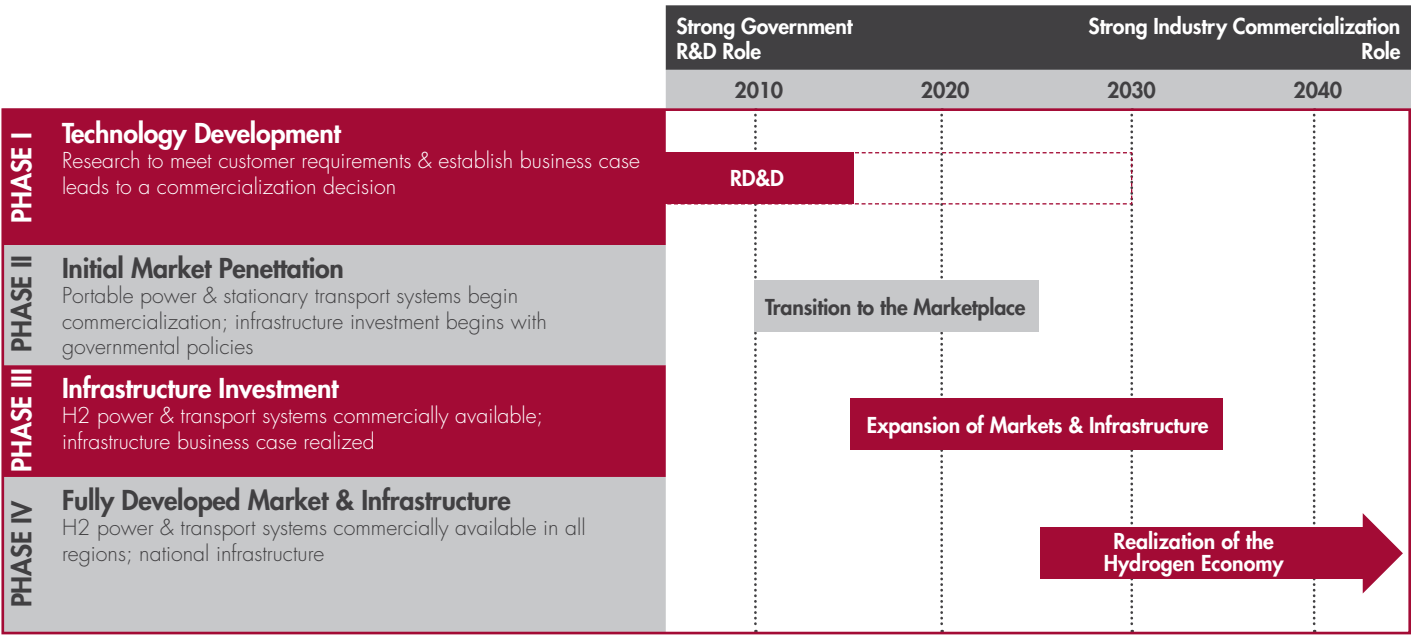 Strong Government
R&D Role
Strong Industry Commercialization
Role
2010
2020
2030
2040
PHASE I
Technology Development
Research to meet customer requirements & establish business case
leads to a commercialization decision
RD&D
PHASE II
Initial Market Penettation
Portable power & stationary transport systems begin
commercialization; infrastructure investment begins with
governmental policies
Transition to the Marketplace
PHASE III
Infrastructure Investment
H2 power & transport systems commercially available;
infrastructure business case realized
Expansion of Markets & Infrastructure
PHASE IV
Fully Developed Market & Infrastructure
H2 power & transport systems commercially available in all
regions; national infrastructure
Realization of the
Hydrogen Economy